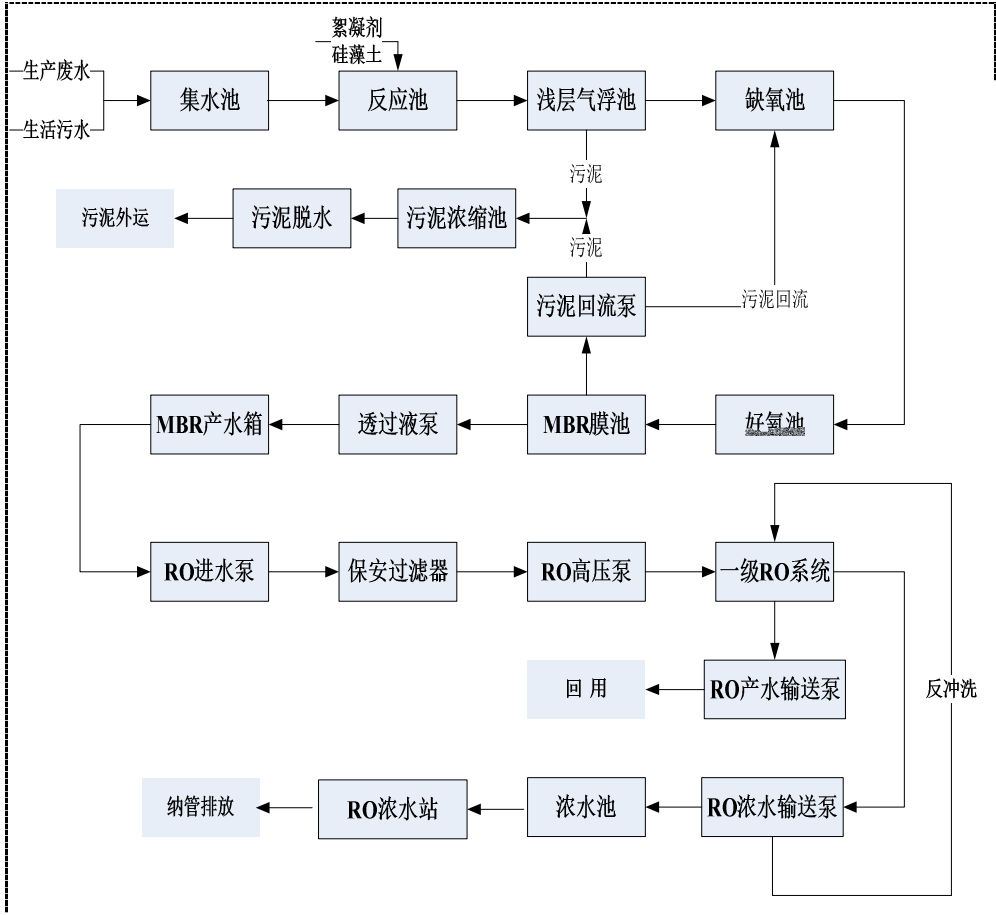 絮凝剂
硅藻土
生产废水
生活污水
集水池
反应池
浅层气浮池
缺氧池
污泥
污泥外运
污泥脱水
污泥浓缩池
污泥
污泥回流泵
污泥回流
MBR产水箱
透过液泵
MBR膜池
好氧池
RO进水泵
保安过滤器
RO高压泵
一级RO系统
回 用
RO产水输送泵
反冲洗
纳管排放
RO浓水站
浓水池
RO浓水输送泵